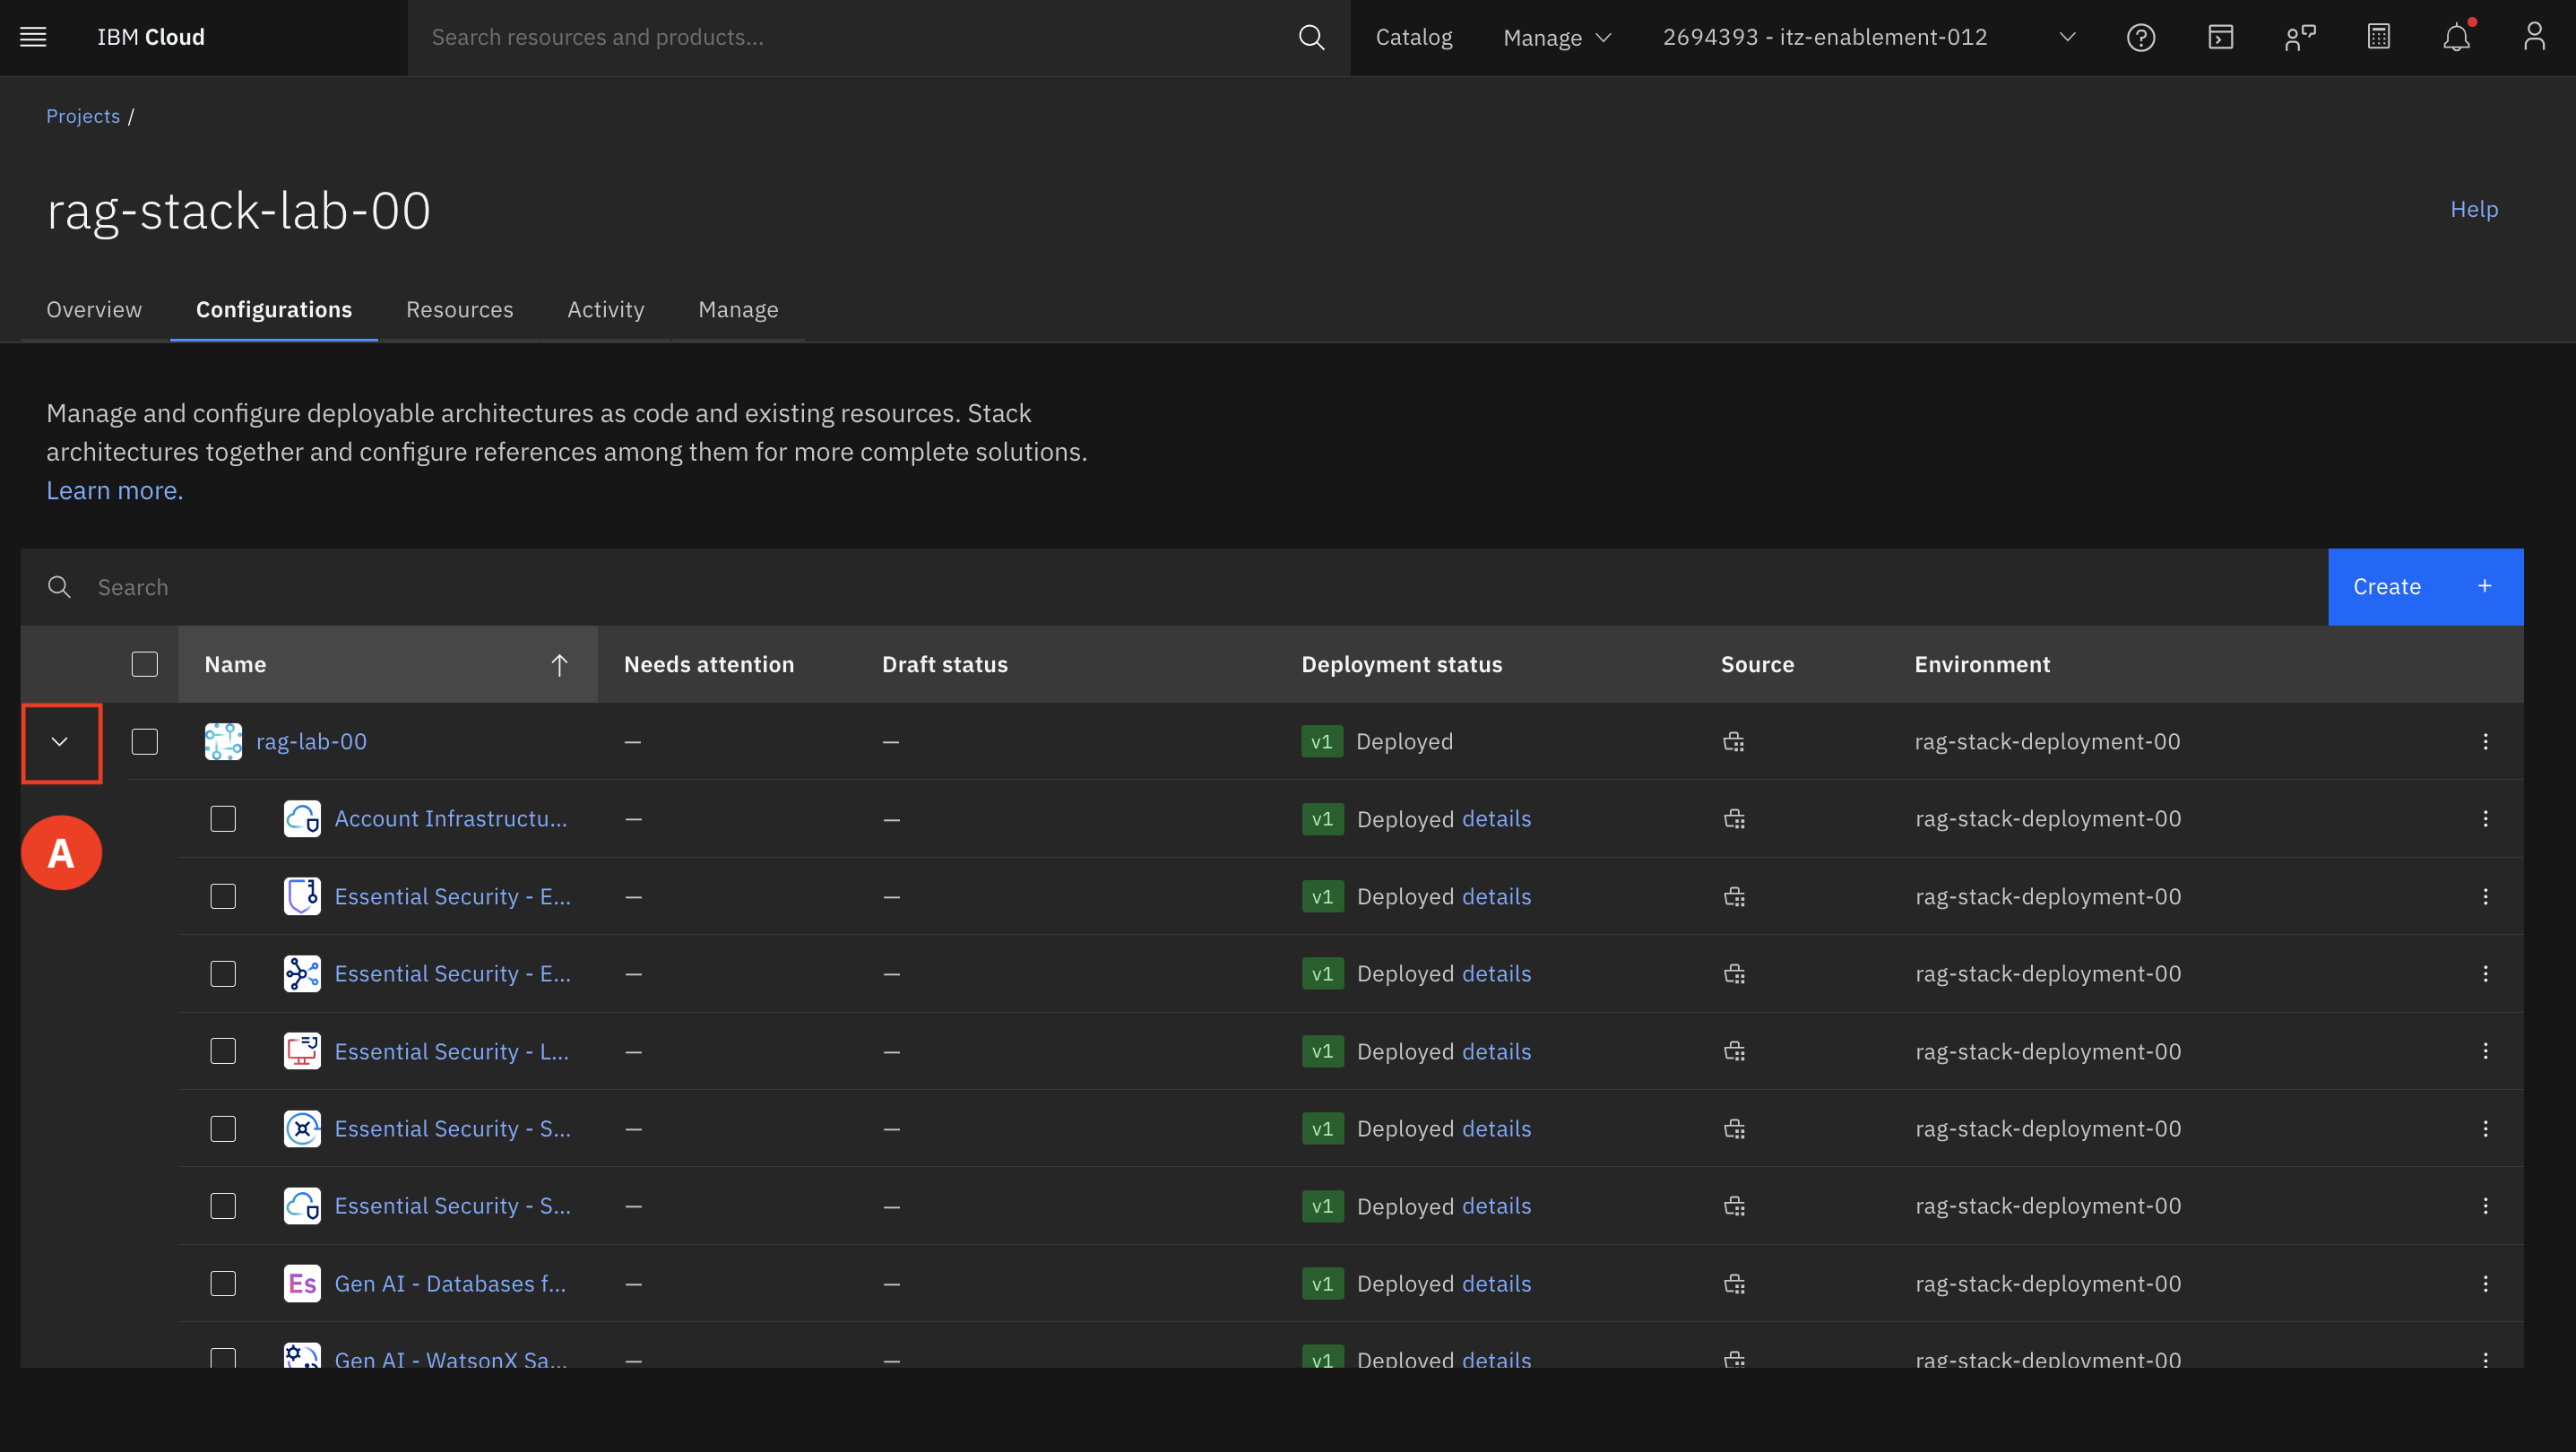 IBM Cloud
Search resources and products...
Catalog
Manage
2694393 - itz-enablement-012
Projects /
rag-stack-lab-00
Help
Overview
Configurations
Resources
Activity
Manage
Manage and configure deployable architectures as code and existing resources. Stack
architectures together and configure references among them for more complete solutions.
Learn more.
Search
Create +
Name Needs attention Draft status Deployment status Source Environment
rag-lab-00 — — v1 Deployed rag-stack-deployment-00
A
Account Infrastructu... — — v1 Deployed details rag-stack-deployment-00
Essential Security - E... — — v1 Deployed details rag-stack-deployment-00
Essential Security - E... — — v1 Deployed details rag-stack-deployment-00
Essential Security - L... — — v1 Deployed details rag-stack-deployment-00
Essential Security - S... — — v1 Deployed details rag-stack-deployment-00
Essential Security - S... — — v1 Deployed details rag-stack-deployment-00
Es Gen AI - Databases f... — — v1 Deployed details rag-stack-deployment-00
Gen AI - WatsonX Sa... — — v1 Deployed details rag-stack-deployment-00